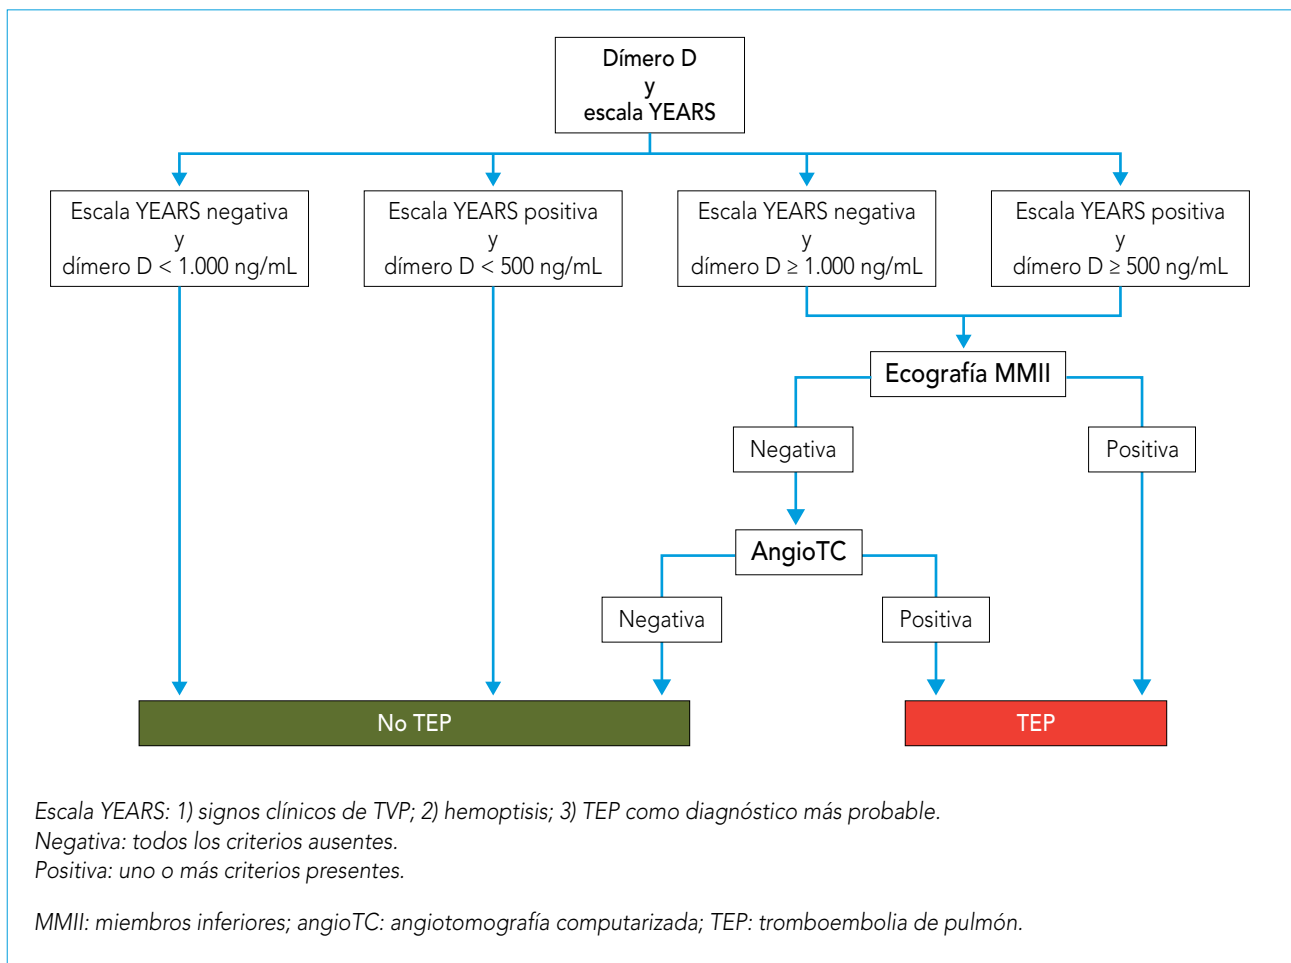 Dímero D
y
escala YEARS
Escala YEARS negativa
y
dímero D < 1.000 ng/mL
Escala YEARS positiva
y
dímero D < 500 ng/mL
Escala YEARS negativa
y
dímero D ≥ 1.000 ng/mL
Escala YEARS positiva
y
dímero D ≥ 500 ng/mL
Ecografía MMII
Negativa
Positiva
AngioTC
Negativa
Positiva
No TEP
TEP
Escala YEARS: 1) signos clínicos de TVP; 2) hemoptisis; 3) TEP como diagnóstico más probable.
Negativa: todos los criterios ausentes.
Positiva: uno o más criterios presentes.
MMII: miembros inferiores; angioTC: angiotomografía computarizada; TEP: tromboembolia de pulmón.